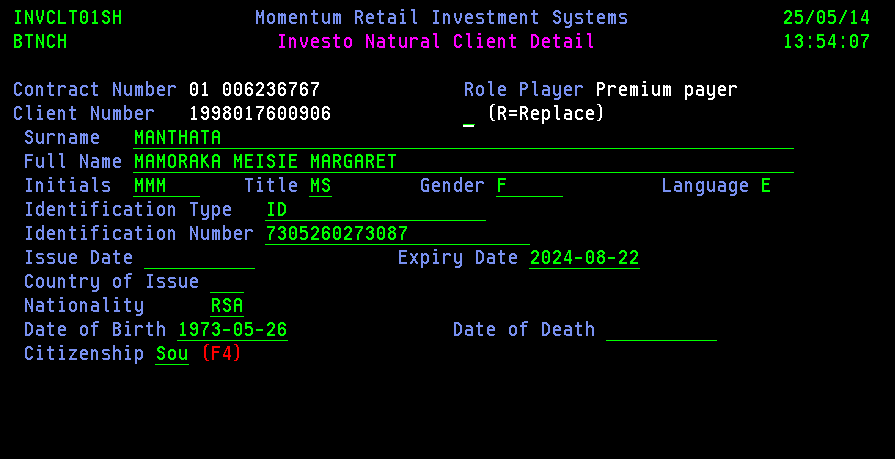 INVCLT01SH Momentum Retail Investment Systems 25/05/14
BTNCH Investo Natural Client Detail 13:54:07
Contract Number 01 006236767 Role Player Premium payer
Client Number 1998017600906 _ (R=Replace)
Surname MANTHATA
Full Name MAMORAKA MEISIE MARGARET
Initials MMM Title MS Gender F Language E
Identification Type ID
Identification Number 7305260273087
Issue Date Expiry Date 2024-08-22
Country of Issue
Nationality RSA
Date of Birth 1973-05-26 Date of Death
Citizenship Sou (F4)